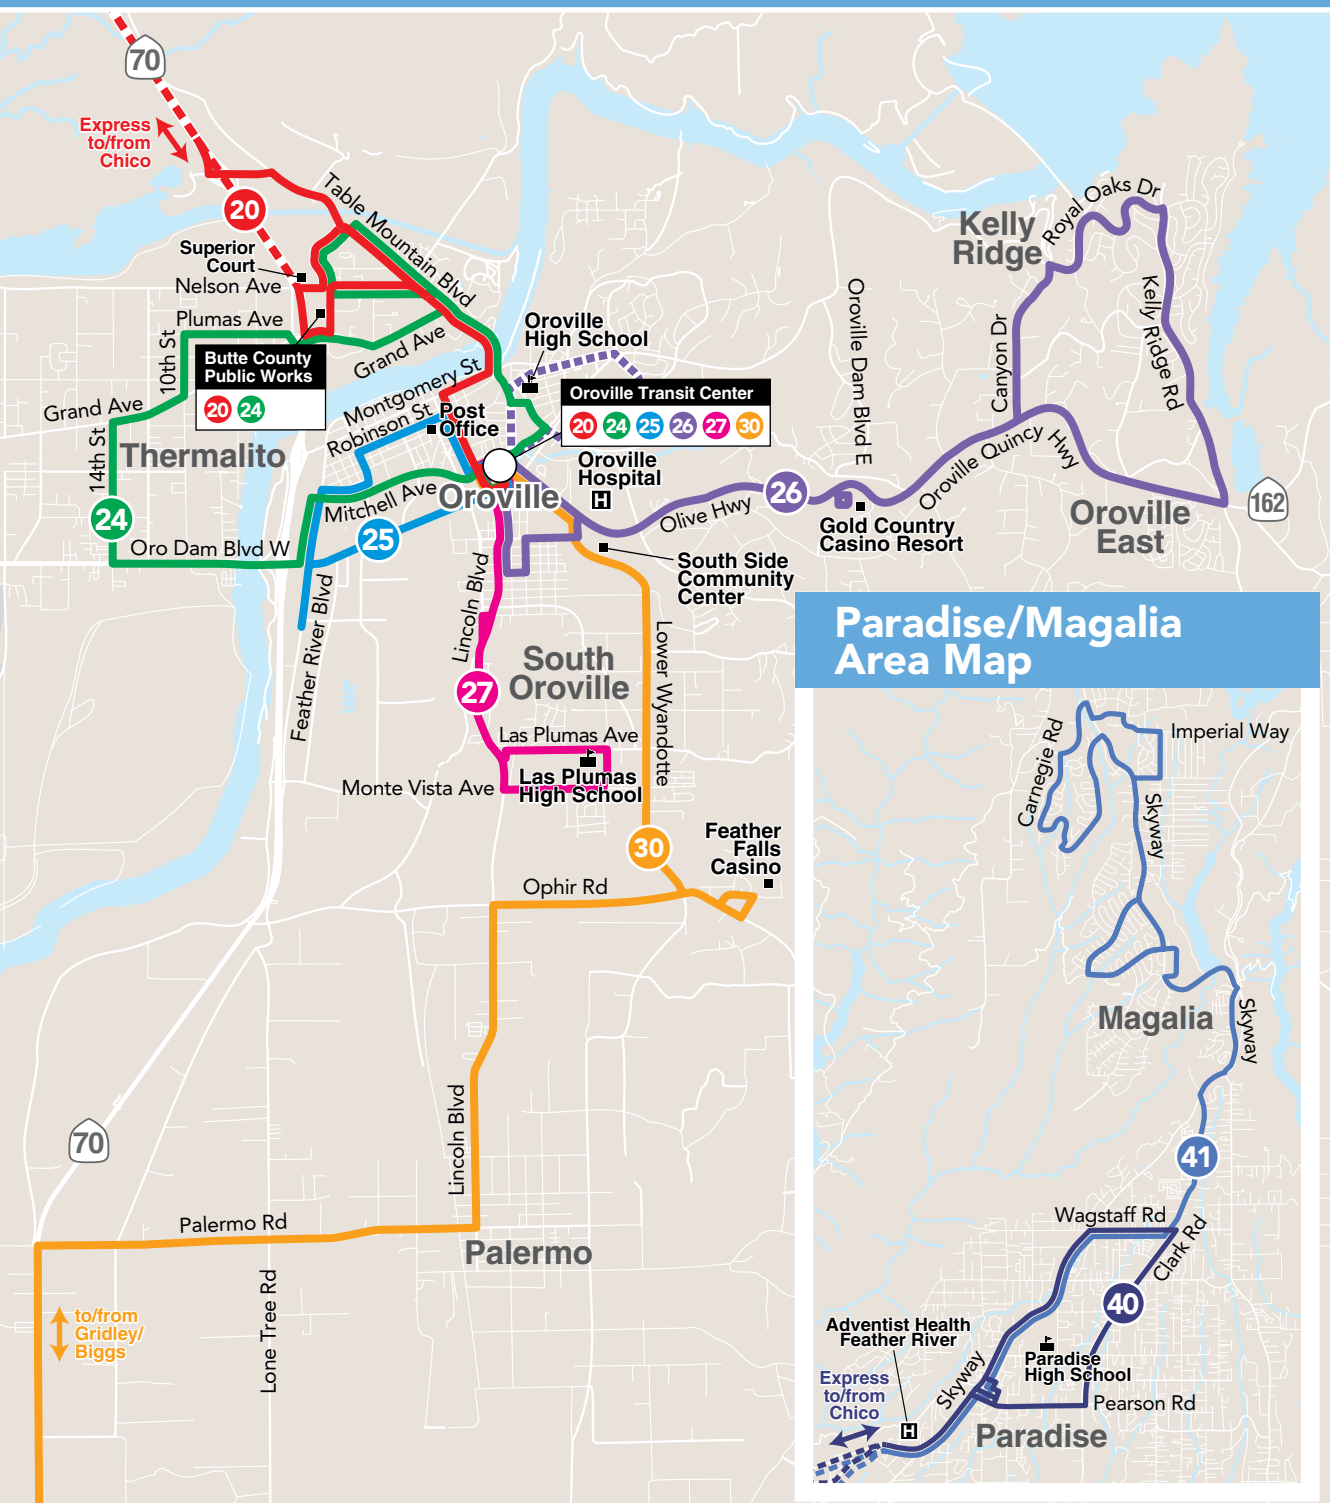 70
Express
to/from
Chico
20
Table Mountain Blvd
Superior
Court
Nelson Ave
Plumas Ave
10th St
Grand Ave
Butte County
Public Works
20 24
Grand Ave
14th St
Thermalito
24
Oro Dam Blvd W
Montgomery St
Robinson St
Post
Office
Mitchell Ave
25
Oroville
Oroville
High School
Oroville Transit Center
20 24 25 26 27 30
Oroville
Hospital
H
Olive Hwy
26
Oroville Dam Blvd E
Gold Country
Casino Resort
Oroville Quincy Hwy
Canyon Dr
Kelly
Ridge
Royal Oaks Dr
Kelly Ridge Rd
Oroville
East
162
South Side
Community
Center
Feather River Blvd
Lincoln Blvd
South
Oroville
27
Lower Wyandotte
Las Plumas Ave
Las Plumas
High School
Monte Vista Ave
30
Feather
Falls
Casino
Ophir Rd
Lincoln Blvd
70
Palermo Rd
Palermo
Lone Tree Rd
to/from
Gridley/
Biggs
Paradise/Magalia
Area Map
Carnegie Rd
Imperial Way
Skyway
Magalia
Skyway
41
Wagstaff Rd
Clark Rd
40
Adventist Health
Feather River
Paradise
High School
Skyway
Express
to/from
Chico
H
Pearson Rd
Paradise